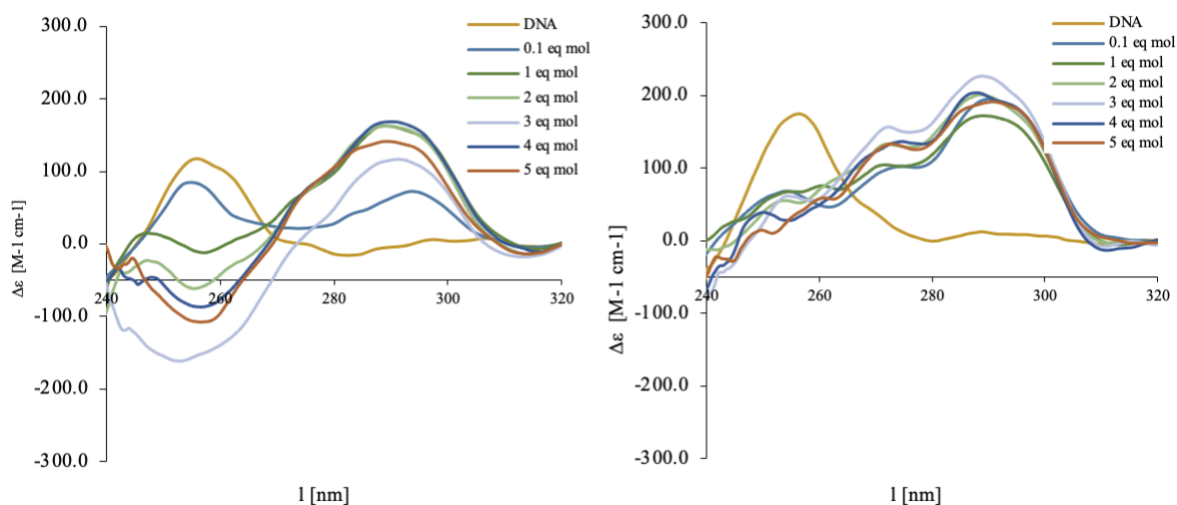 300.0
200.0
100.0
0.0
-100.0
-200.0
-300.0
Δε [M-1 cm-1]
240
260
280
300
320
l [nm]
DNA
0.1 eq mol
1 eq mol
2 eq mol
3 eq mol
4 eq mol
5 eq mol
300.0
200.0
100.0
0.0
-100.0
-200.0
-300.0
Δε [M-1 cm-1]
240
260
280
300
320
l [nm]
DNA
0.1 eq mol
1 eq mol
2 eq mol
3 eq mol
4 eq mol
5 eq mol